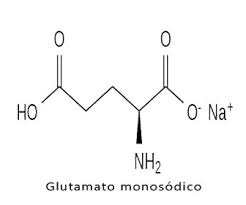 O O
HO O⁻ Na⁺
NH₂
Glutamato monosódico